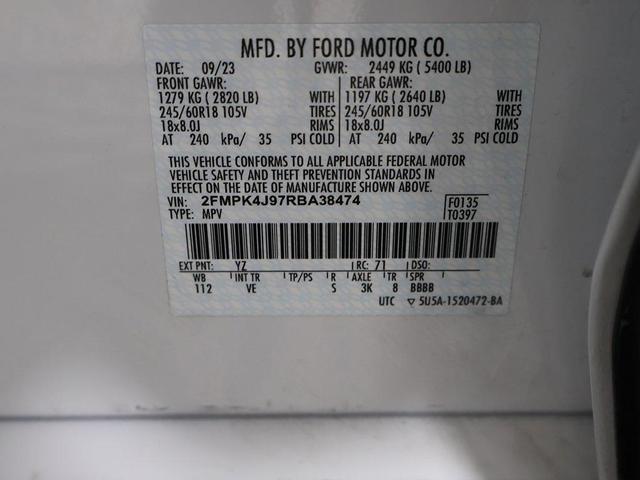 MFD. BY FORD MOTOR CO.
DATE: 09/23 GVWR: 2449 KG ( 5400 LB)
FRONT GAWR: REAR GAWR:
1279 KG ( 2820 LB) WITH 1197 KG ( 2640 LB) WITH
245/60R18 105V TIRES 245/60R18 105V TIRES
18x8.0J RIMS 18x8.0J RIMS
AT 240 kPa/ 35 PSI COLD AT 240 kPa/ 35 PSI COLD
THIS VEHICLE CONFORMS TO ALL APPLICABLE FEDERAL MOTOR
VEHICLE SAFETY AND THEFT PREVENTION STANDARDS IN
EFFECT ON THE DATE OF MANUFACTURE SHOWN ABOVE.
VIN: 2FMPK4J97RBA38474 F0135
TYPE: MPV T0397
EXT PNT: YZ RC: 71 DSO:
WB INT TR TP/PS R AXLE TR SPR
112 VE S 3K 8 BBBB
UTC ▽ 5U5A-1520472-BA